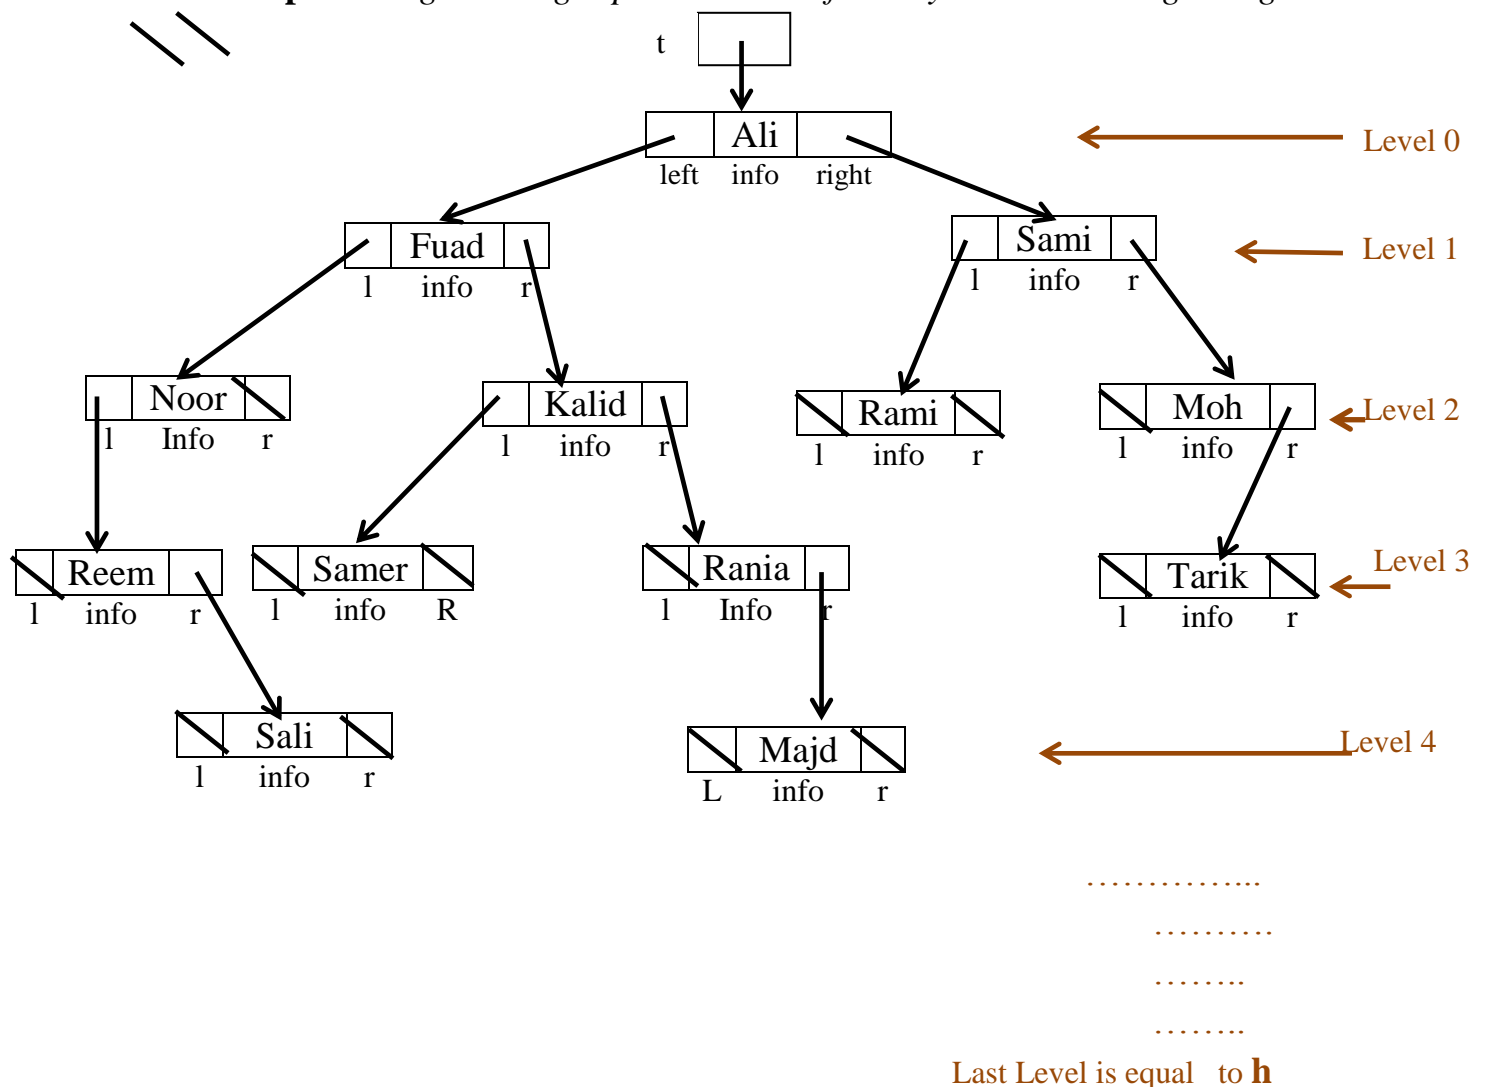 t
Ali Level 0
left info right
Fuad Sami Level 1
l info r l info r
Noor Kalid Rami Moh Level 2
l Info r l info r l info r l info r
Reem Samer Rania Tarik Level 3
l info r l info R l Info r l info r
Sali Majd Level 4
l info r L info r
…………...
……….
……..
……..
Last Level is equal to h